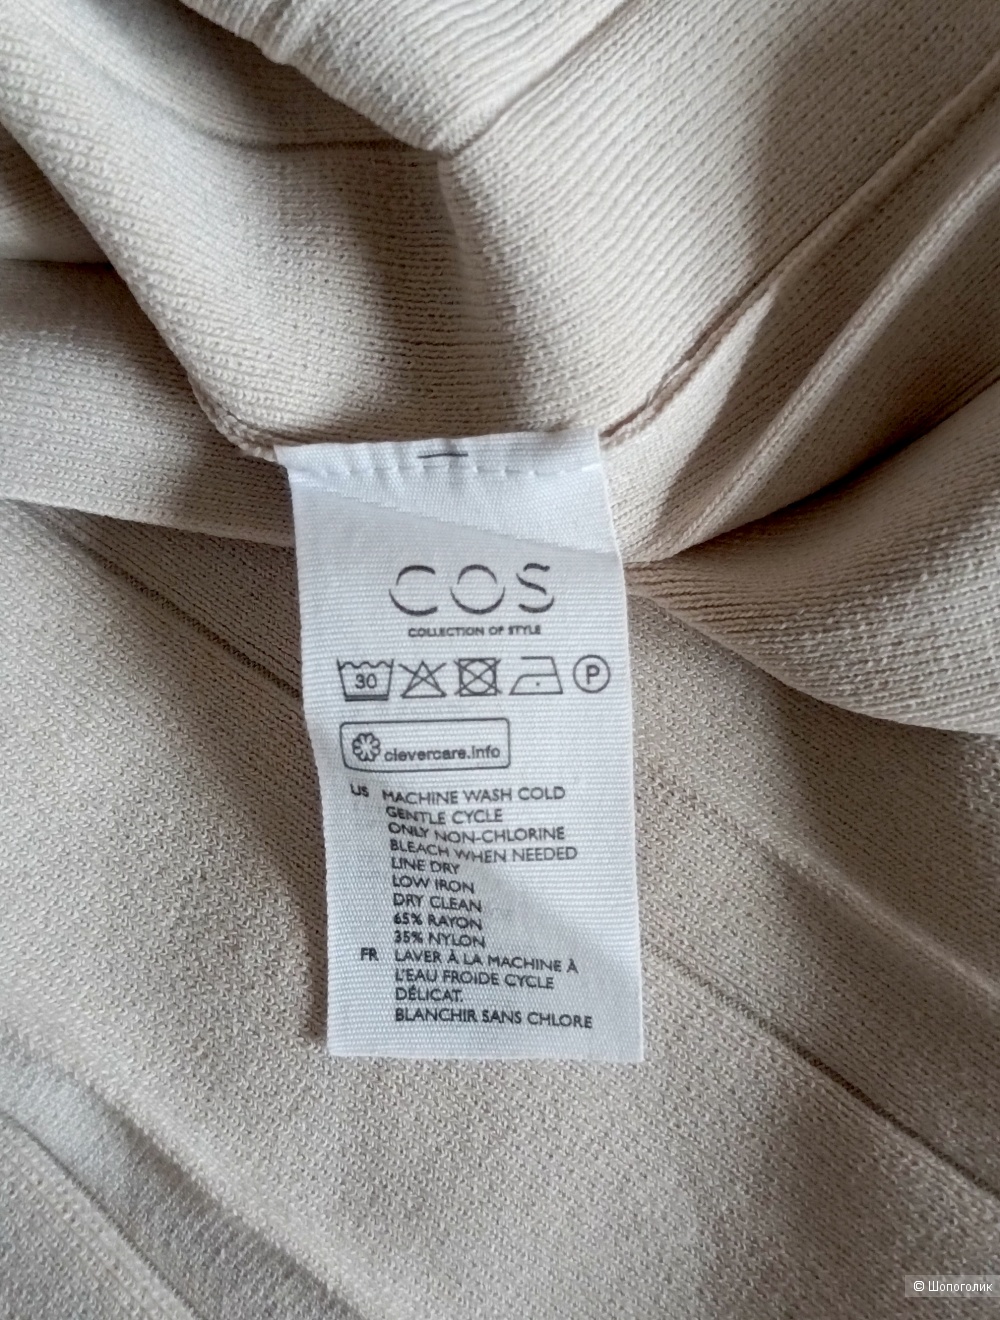 COS
COLLECTION OF STYLE
30
P
clevercare.info
US MACHINE WASH COLD
GENTLE CYCLE
ONLY NON-CHLORINE
BLEACH WHEN NEEDED
LINE DRY
LOW IRON
DRY CLEAN
65% RAYON
35% NYLON
FR LAVER À LA MACHINE À
L'EAU FROIDE CYCLE
DÉLICAT.
BLANCHIR SANS CHLORE
© Шопоголик